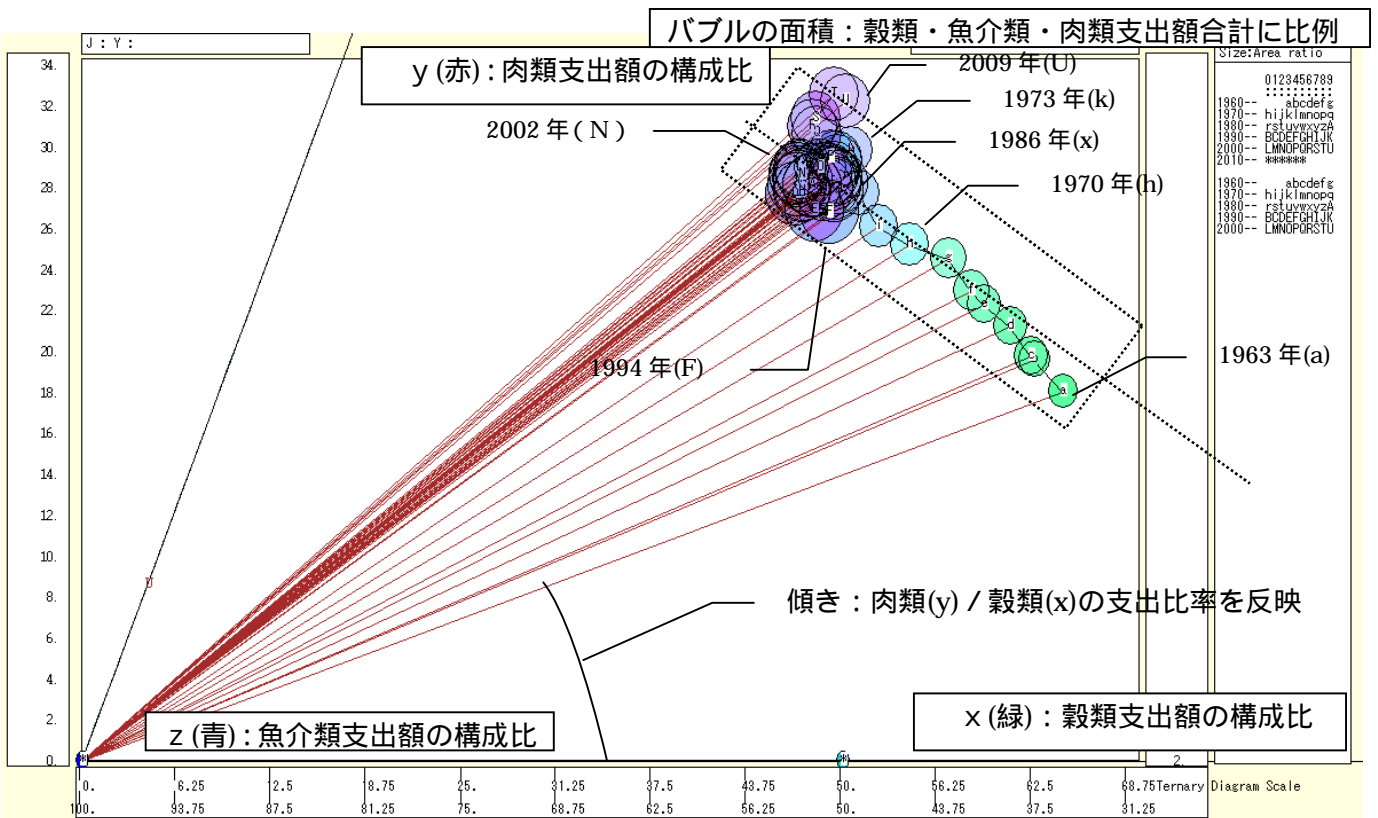 バブルの面積：穀類・魚介類・肉類支出額合計に比例
J : Y :
Size:Area ratio
y (赤)：肉類支出額の構成比
2009 年(U)
1973 年(k)
2002 年 ( N )
1986 年(x)
1970 年(h)
1994 年(F)
1963 年(a)
傾き：肉類(y) / 穀類(x)の支出比率を反映
x (緑)：穀類支出額の構成比
z (青)：魚介類支出額の構成比
0123456789
1960-- abcdefg
1970-- hijklmnopq
1980-- rstuvwxyzA
1990-- BCDEFGHIJK
2000-- LMNOPQRSTU
2010-- ******
1960-- abcdefg
1970-- hijklmnopq
1980-- rstuvwxyzA
1990-- BCDEFGHIJK
2000-- LMNOPQRSTU
34.
32.
30.
28.
26.
24.
22.
20.
18.
16.
14.
12.
10.
8.
6.
4.
2.
0.
U
2.
0. 6.25 12.5 18.75 25. 31.25 37.5 43.75 50. 56.25 62.5 68.75 Ternary Diagram Scale
100. 93.75 87.5 81.25 75. 68.75 62.5 56.25 50. 43.75 37.5 31.25